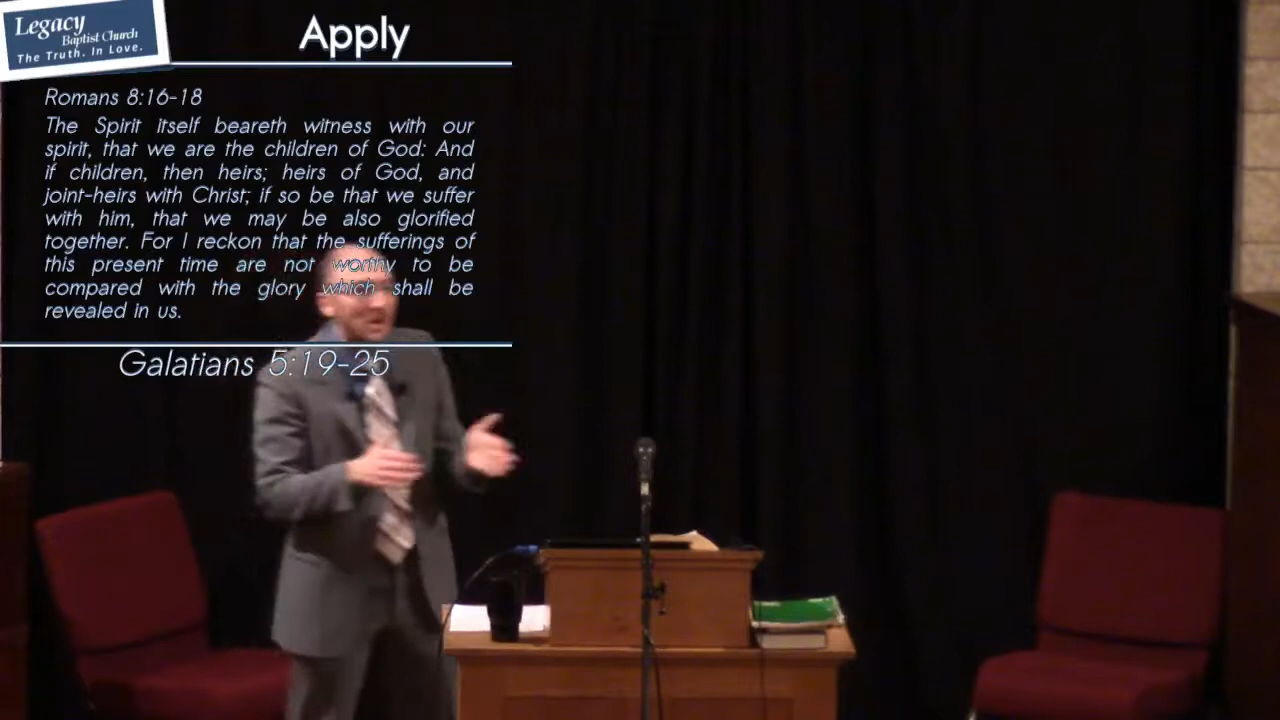 Legacy
Baptist Church
The Truth. In Love.
Apply
Romans 8:16-18
The Spirit itself beareth witness with our
spirit, that we are the children of God: And
if children, then heirs; heirs of God, and
joint-heirs with Christ; if so be that we suffer
with him, that we may be also glorified
together. For I reckon that the sufferings of
this present time are not worthy to be
compared with the glory which shall be
revealed in us.
Galatians 5:19-25